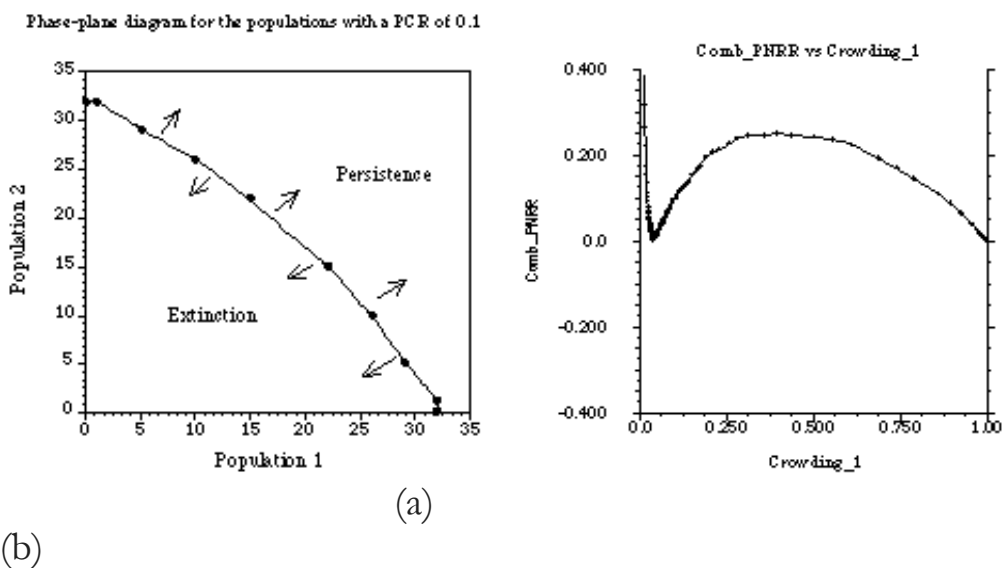 Phase-plane diagram for the populations with a PCR of 0.1
35
30
25
20
15
10
5
0
Population 2
Persistence
Extinction
0 5 10 15 20 25 30 35
Population 1
Comb_PNRR vs Crowding_1
0.400
0.200
0.0
-0.200
-0.400
Comb_PNRR
0.0 0.250 0.500 0.750 1.00
Crowding_1
(a)
(b)